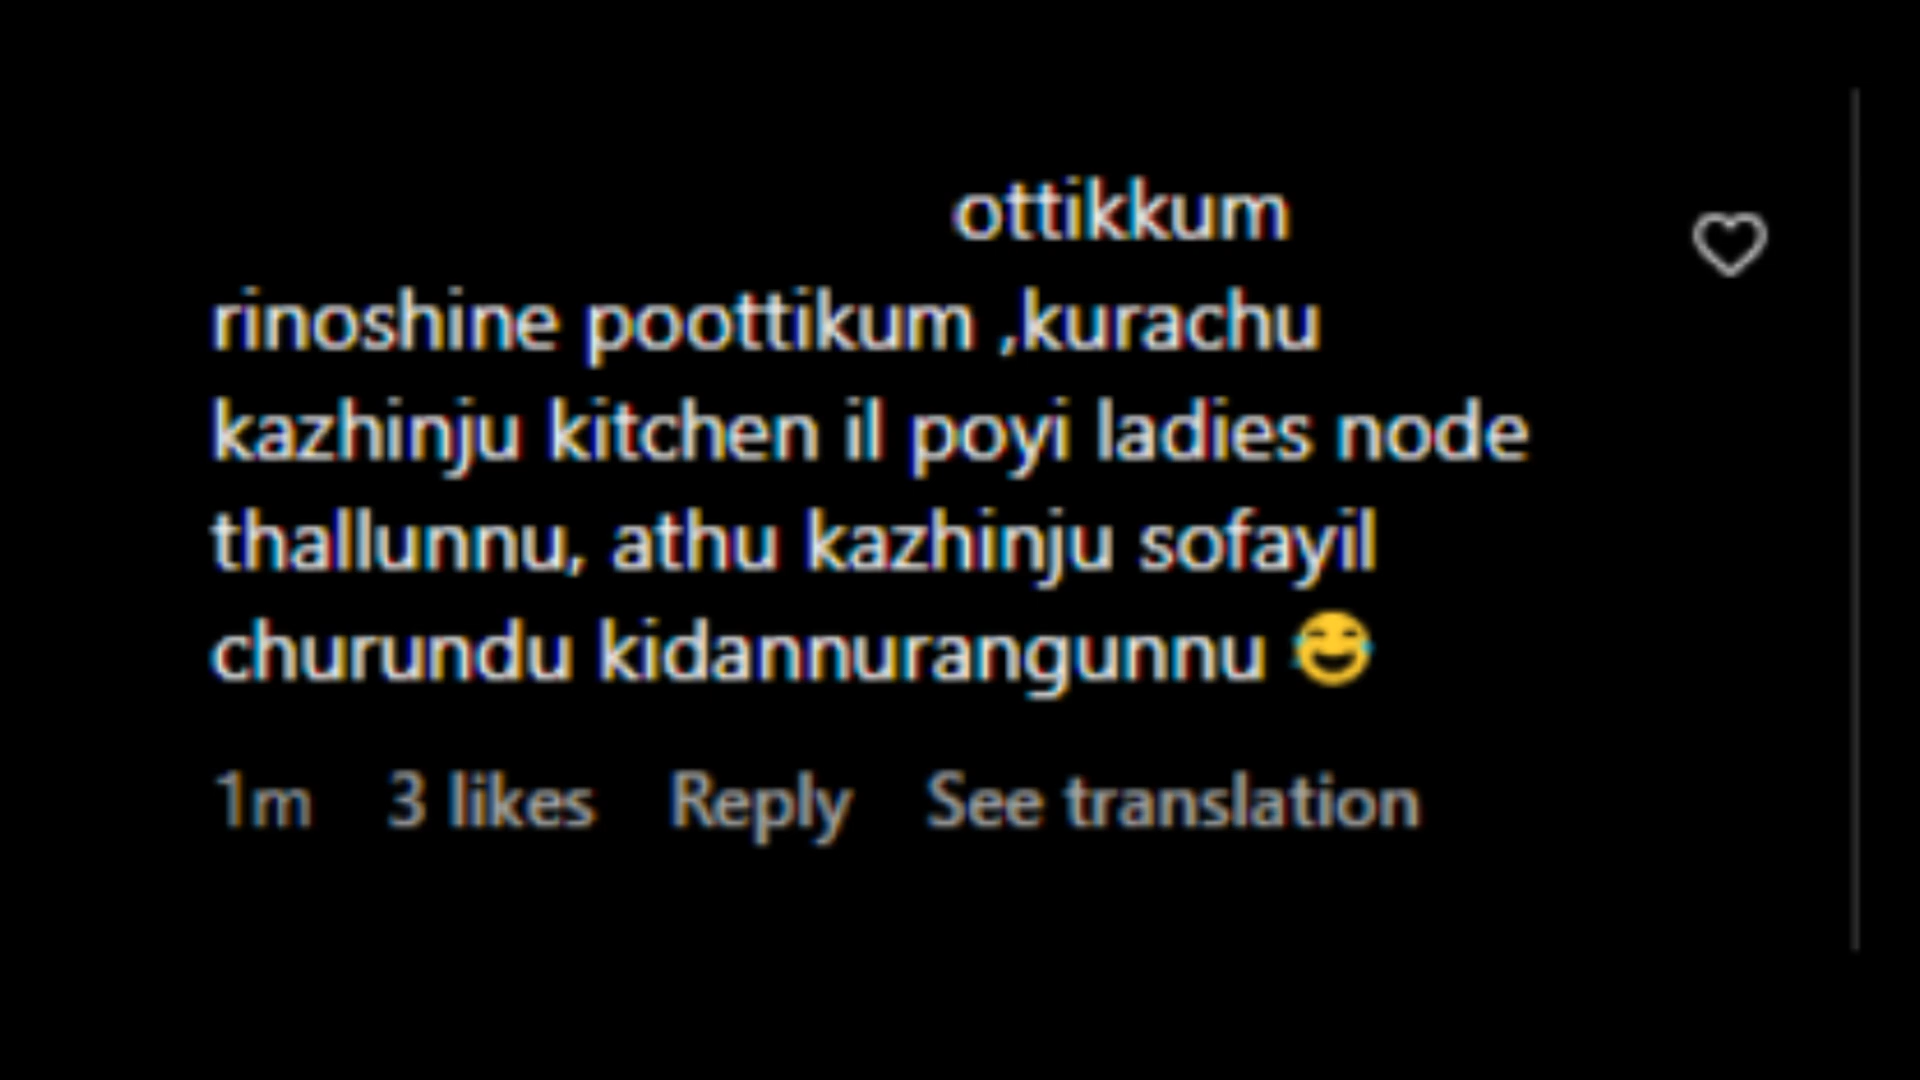 ottikkum
rinoshine poottikum ,kurachu
kazhinju kitchen il poyi ladies node
thallunnu, athu kazhinju sofayil
churundu kidannurangunnu 😂
1m 3 likes Reply See translation